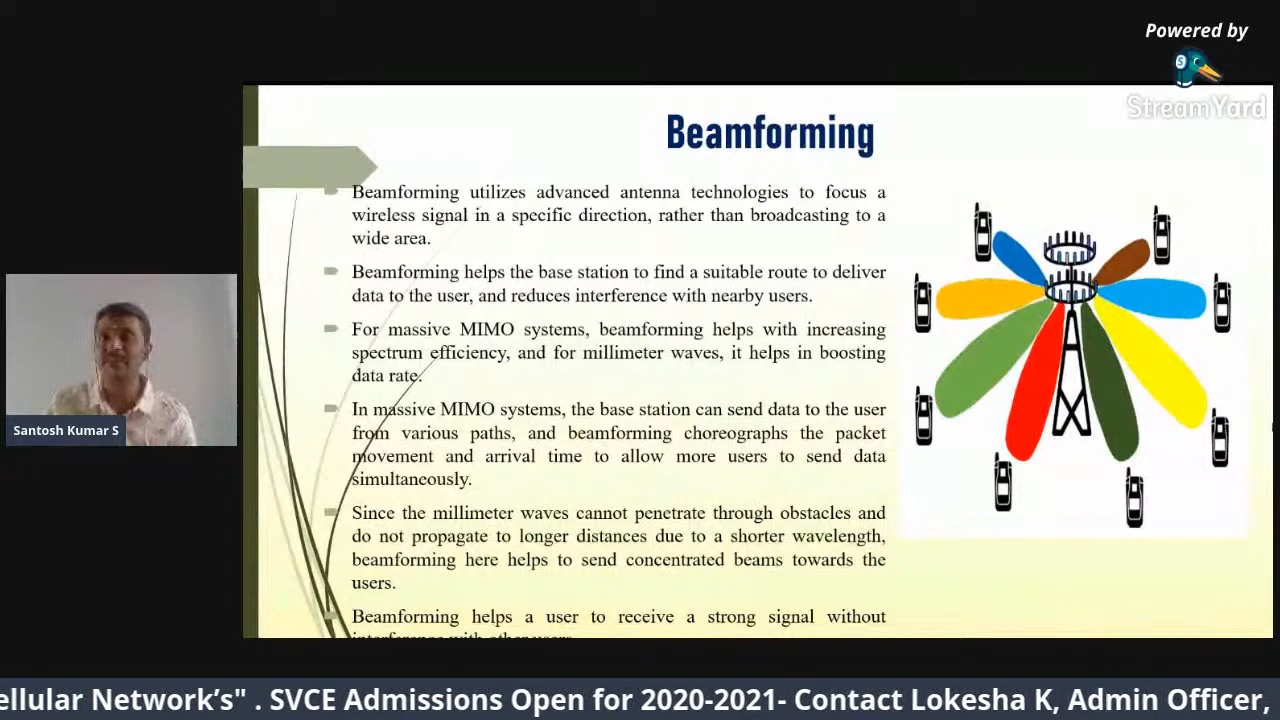 Powered by
S
StreamYard
Beamforming
Beamforming utilizes advanced antenna technologies to focus a
wireless signal in a specific direction, rather than broadcasting to a
wide area.
Beamforming helps the base station to find a suitable route to deliver
data to the user, and reduces interference with nearby users.
For massive MIMO systems, beamforming helps with increasing
spectrum efficiency, and for millimeter waves, it helps in boosting
data rate.
In massive MIMO systems, the base station can send data to the user
from various paths, and beamforming choreographs the packet
movement and arrival time to allow more users to send data
simultaneously.
Since the millimeter waves cannot penetrate through obstacles and
do not propagate to longer distances due to a shorter wavelength,
beamforming here helps to send concentrated beams towards the
users.
Beamforming helps a user to receive a strong signal without
interference with other users.
Santosh Kumar S
ellular Network’s" . SVCE Admissions Open for 2020-2021- Contact Lokesha K, Admin Officer,